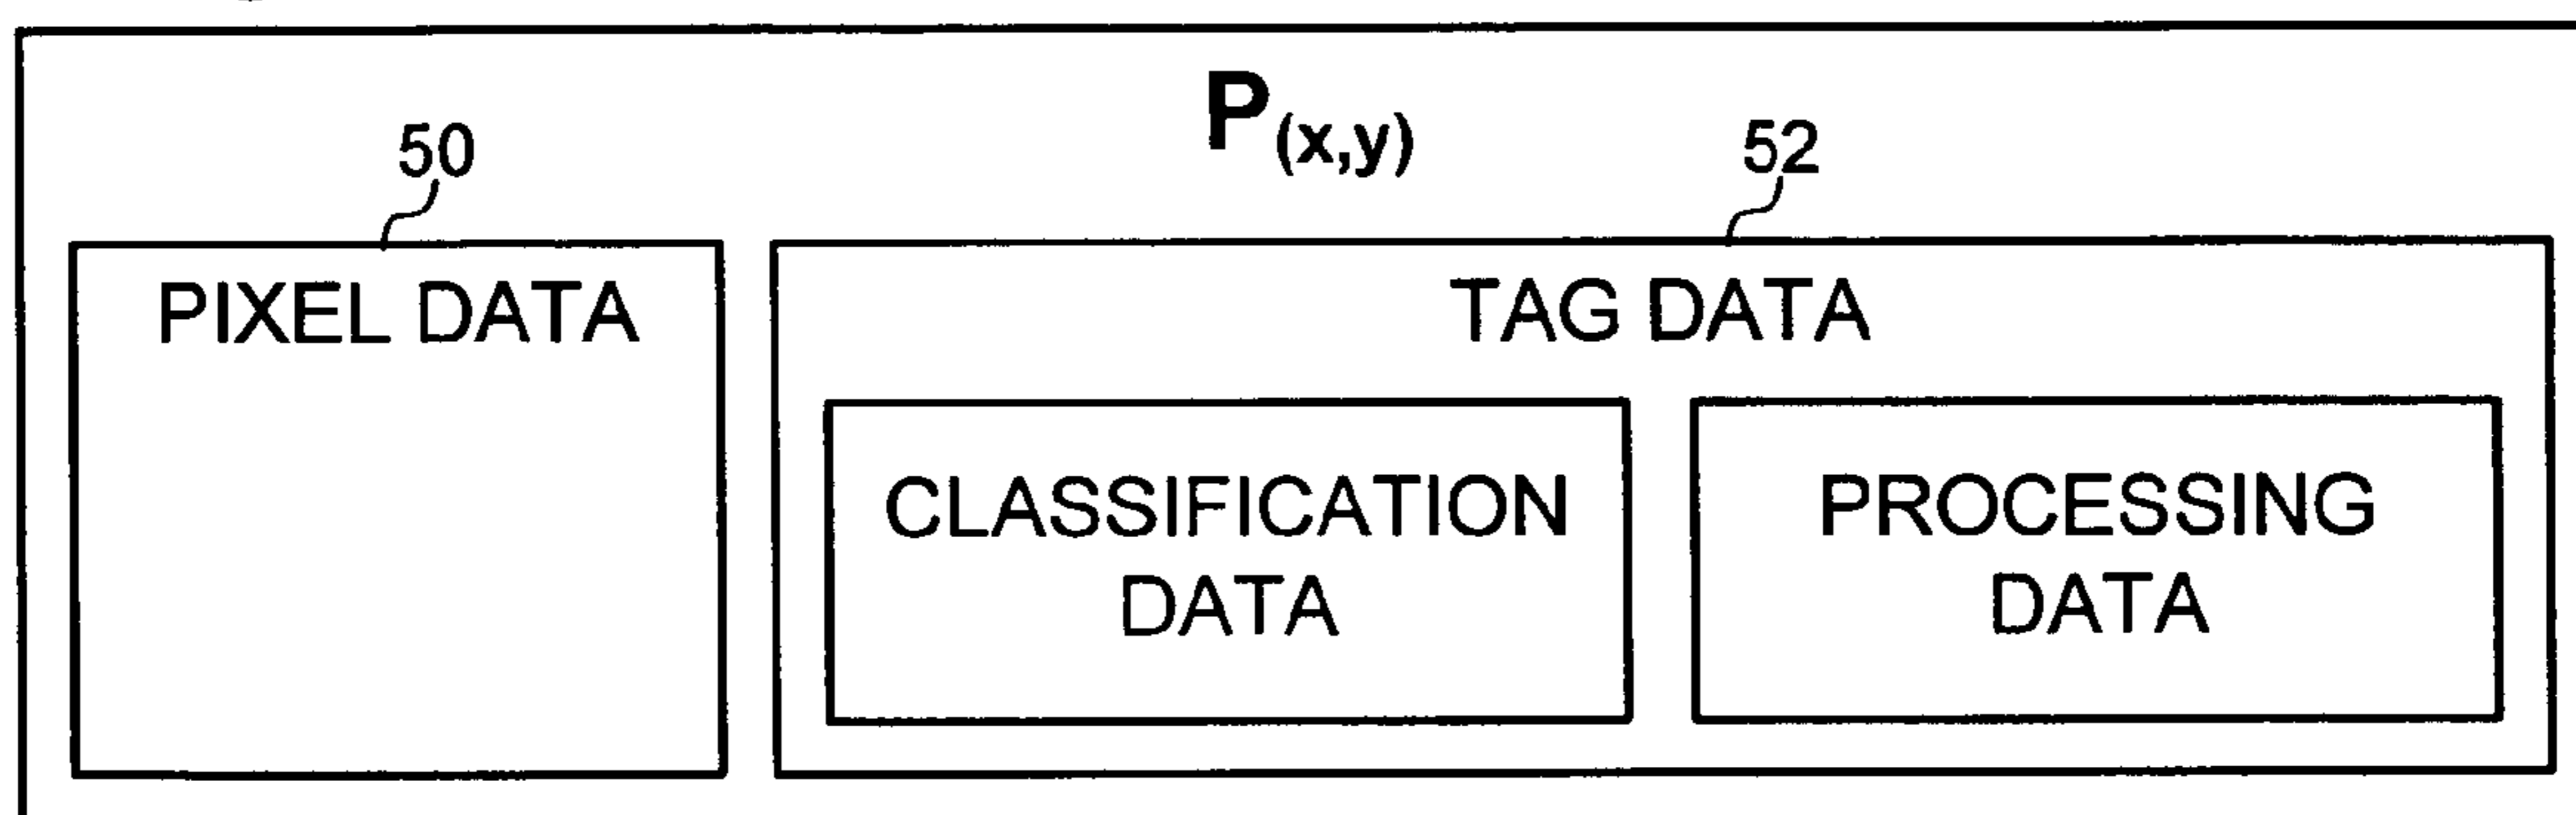 P(x,y)
50
52
PIXEL DATA
TAG DATA
CLASSIFICATION
DATA
PROCESSING
DATA